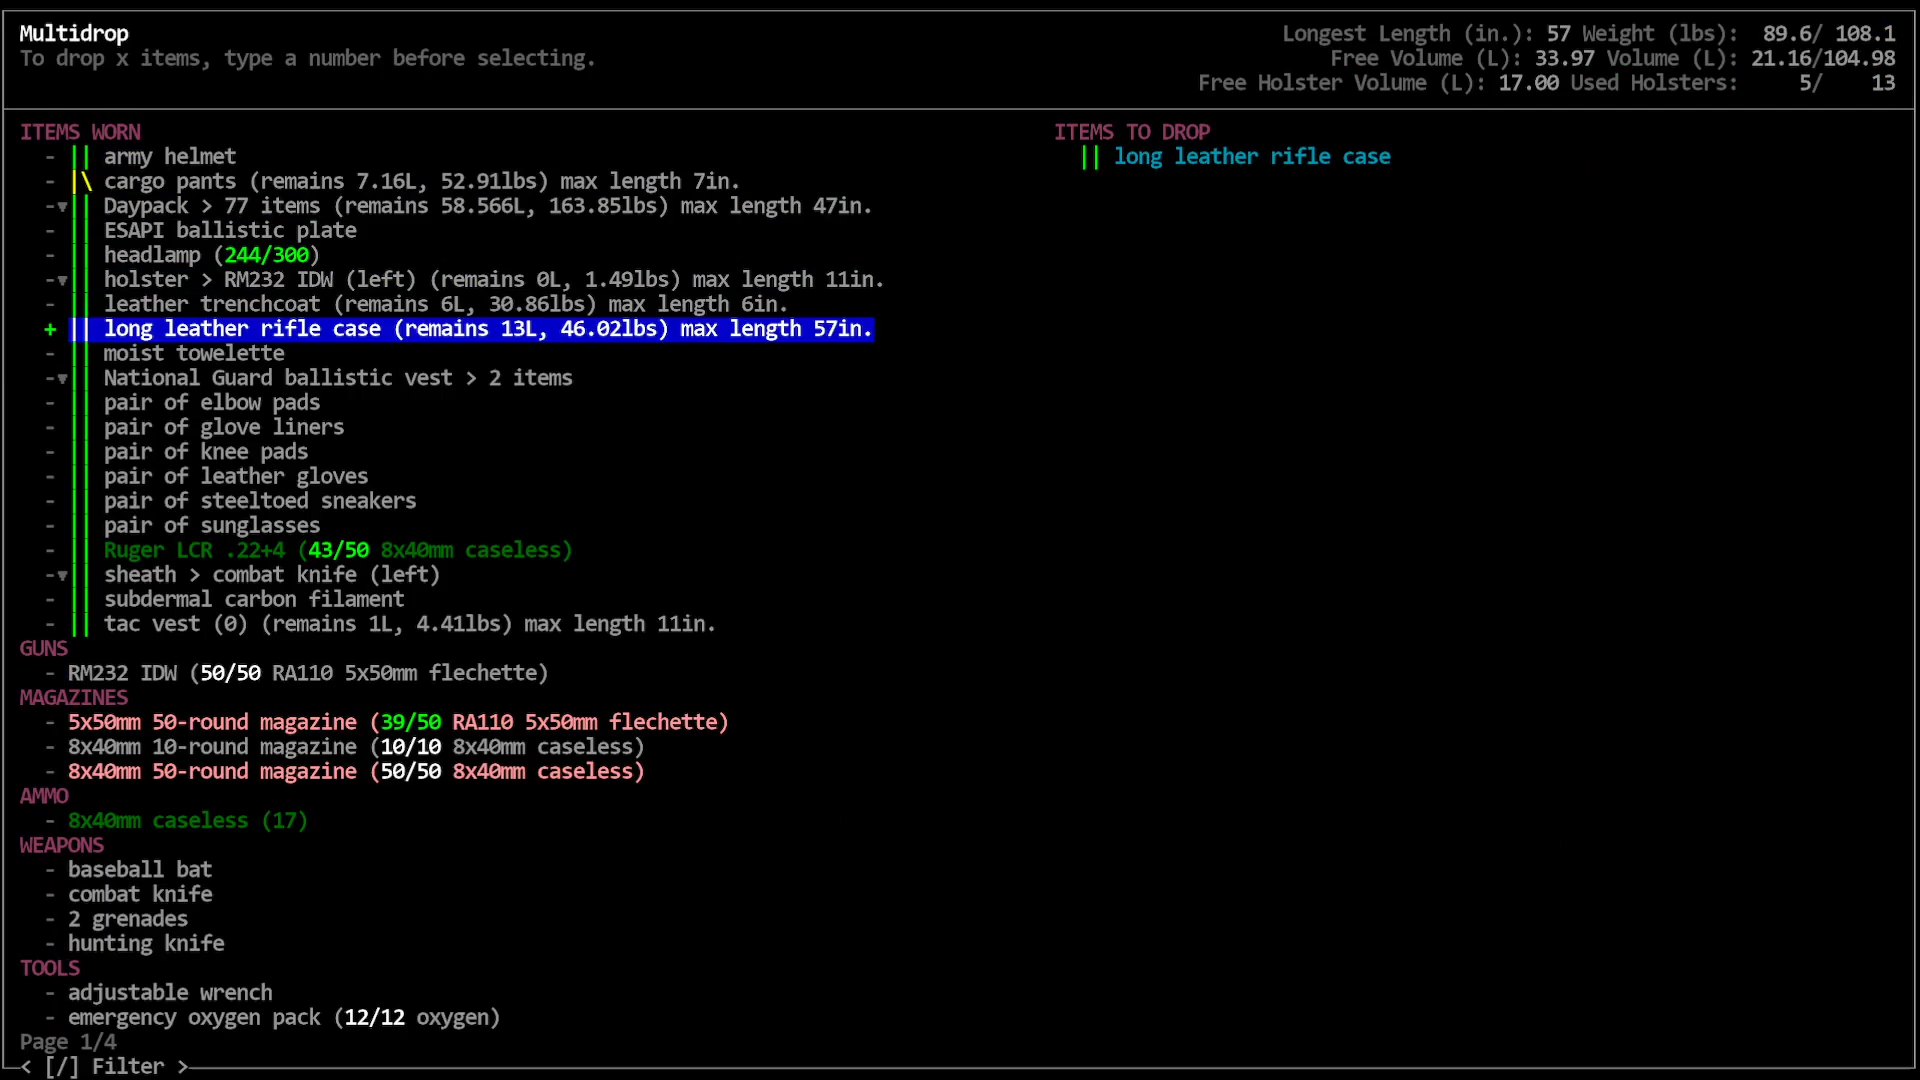 Multidrop
To drop x items, type a number before selecting.
Longest Length (in.): 57 Weight (lbs): 89.6/ 108.1
Free Volume (L): 33.97 Volume (L): 21.16/104.98
Free Holster Volume (L): 17.00 Used Holsters: 5/ 13
ITEMS WORN
- || army helmet
- |\ cargo pants (remains 7.16L, 52.91lbs) max length 7in.
-▾|| Daypack > 77 items (remains 58.566L, 163.85lbs) max length 47in.
- || ESAPI ballistic plate
- || headlamp (244/300)
-▾|| holster > RM232 IDW (left) (remains 0L, 1.49lbs) max length 11in.
- || leather trenchcoat (remains 6L, 30.86lbs) max length 6in.
+ || long leather rifle case (remains 13L, 46.02lbs) max length 57in.
- || moist towelette
-▾|| National Guard ballistic vest > 2 items
- || pair of elbow pads
- || pair of glove liners
- || pair of knee pads
- || pair of leather gloves
- || pair of steeltoed sneakers
- || pair of sunglasses
- || Ruger LCR .22+4 (43/50 8x40mm caseless)
-▾|| sheath > combat knife (left)
- || subdermal carbon filament
- || tac vest (0) (remains 1L, 4.41lbs) max length 11in.
GUNS
- RM232 IDW (50/50 RA110 5x50mm flechette)
MAGAZINES
- 5x50mm 50-round magazine (39/50 RA110 5x50mm flechette)
- 8x40mm 10-round magazine (10/10 8x40mm caseless)
- 8x40mm 50-round magazine (50/50 8x40mm caseless)
AMMO
- 8x40mm caseless (17)
WEAPONS
- baseball bat
- combat knife
- 2 grenades
- hunting knife
TOOLS
- adjustable wrench
- emergency oxygen pack (12/12 oxygen)
Page 1/4
< [/] Filter >
ITEMS TO DROP
|| long leather rifle case